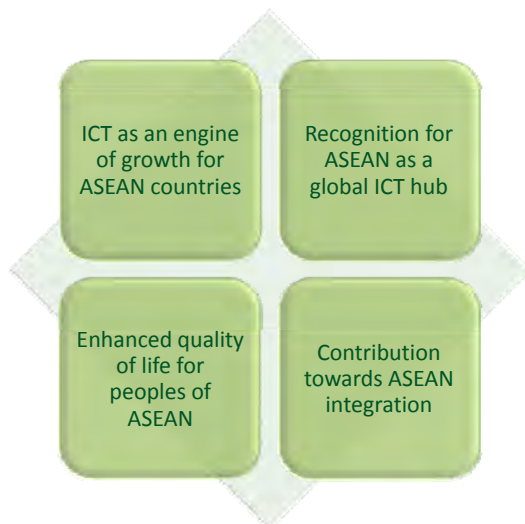 ICT as an engine
of growth for
ASEAN countries
Recognition for
ASEAN as a
global ICT hub
Enhanced quality
of life for
peoples of
ASEAN
Contribution
towards ASEAN
integration